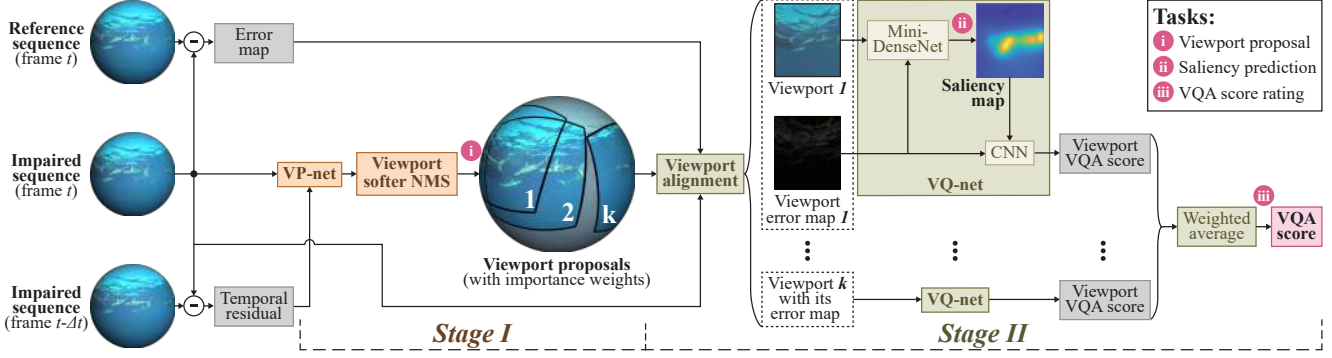 Reference
sequence
(frame t)
Error
map
Impaired
sequence
(frame t)
VP-net
Viewport
softer NMS
i
1
2
k
Viewport proposals
(with importance weights)
Impaired
sequence
(frame t-Δt)
Temporal
residual
Stage I
Viewport
alignment
Viewport 1
Viewport
error map 1
Viewport k
with its
error map
Mini-
DenseNet
ii
Saliency
map
CNN
VQ-net
VQ-net
Viewport
VQA score
Viewport
VQA score
Weighted
average
iii
VQA
score
Stage II
Tasks:
i Viewport proposal
ii Saliency prediction
iii VQA score rating